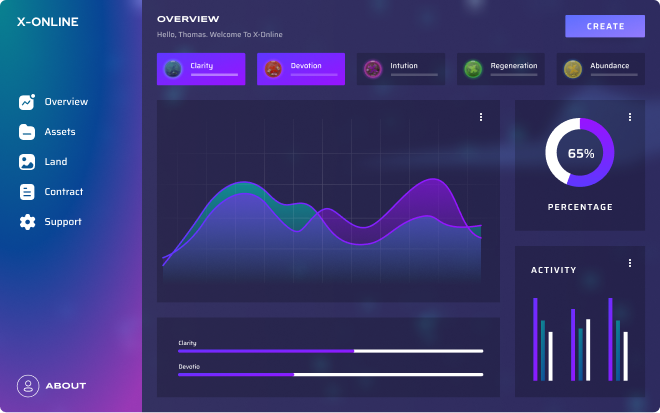 X-ONLINE
Overview
Assets
Land
Contract
Support
ABOUT
OVERVIEW
Hello, Thomas. Welcome To X-Online
CREATE
Clarity
Devotion
Intution
Regeneration
Abundance
65%
PERCENTAGE
ACTIVITY
Clarity
Devotio